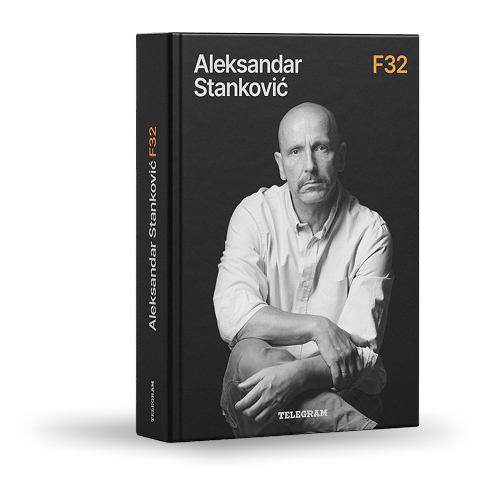 Aleksandar
Stanković
F32
TELEGRAM
Aleksandar Stanković F32
TELEGRAM